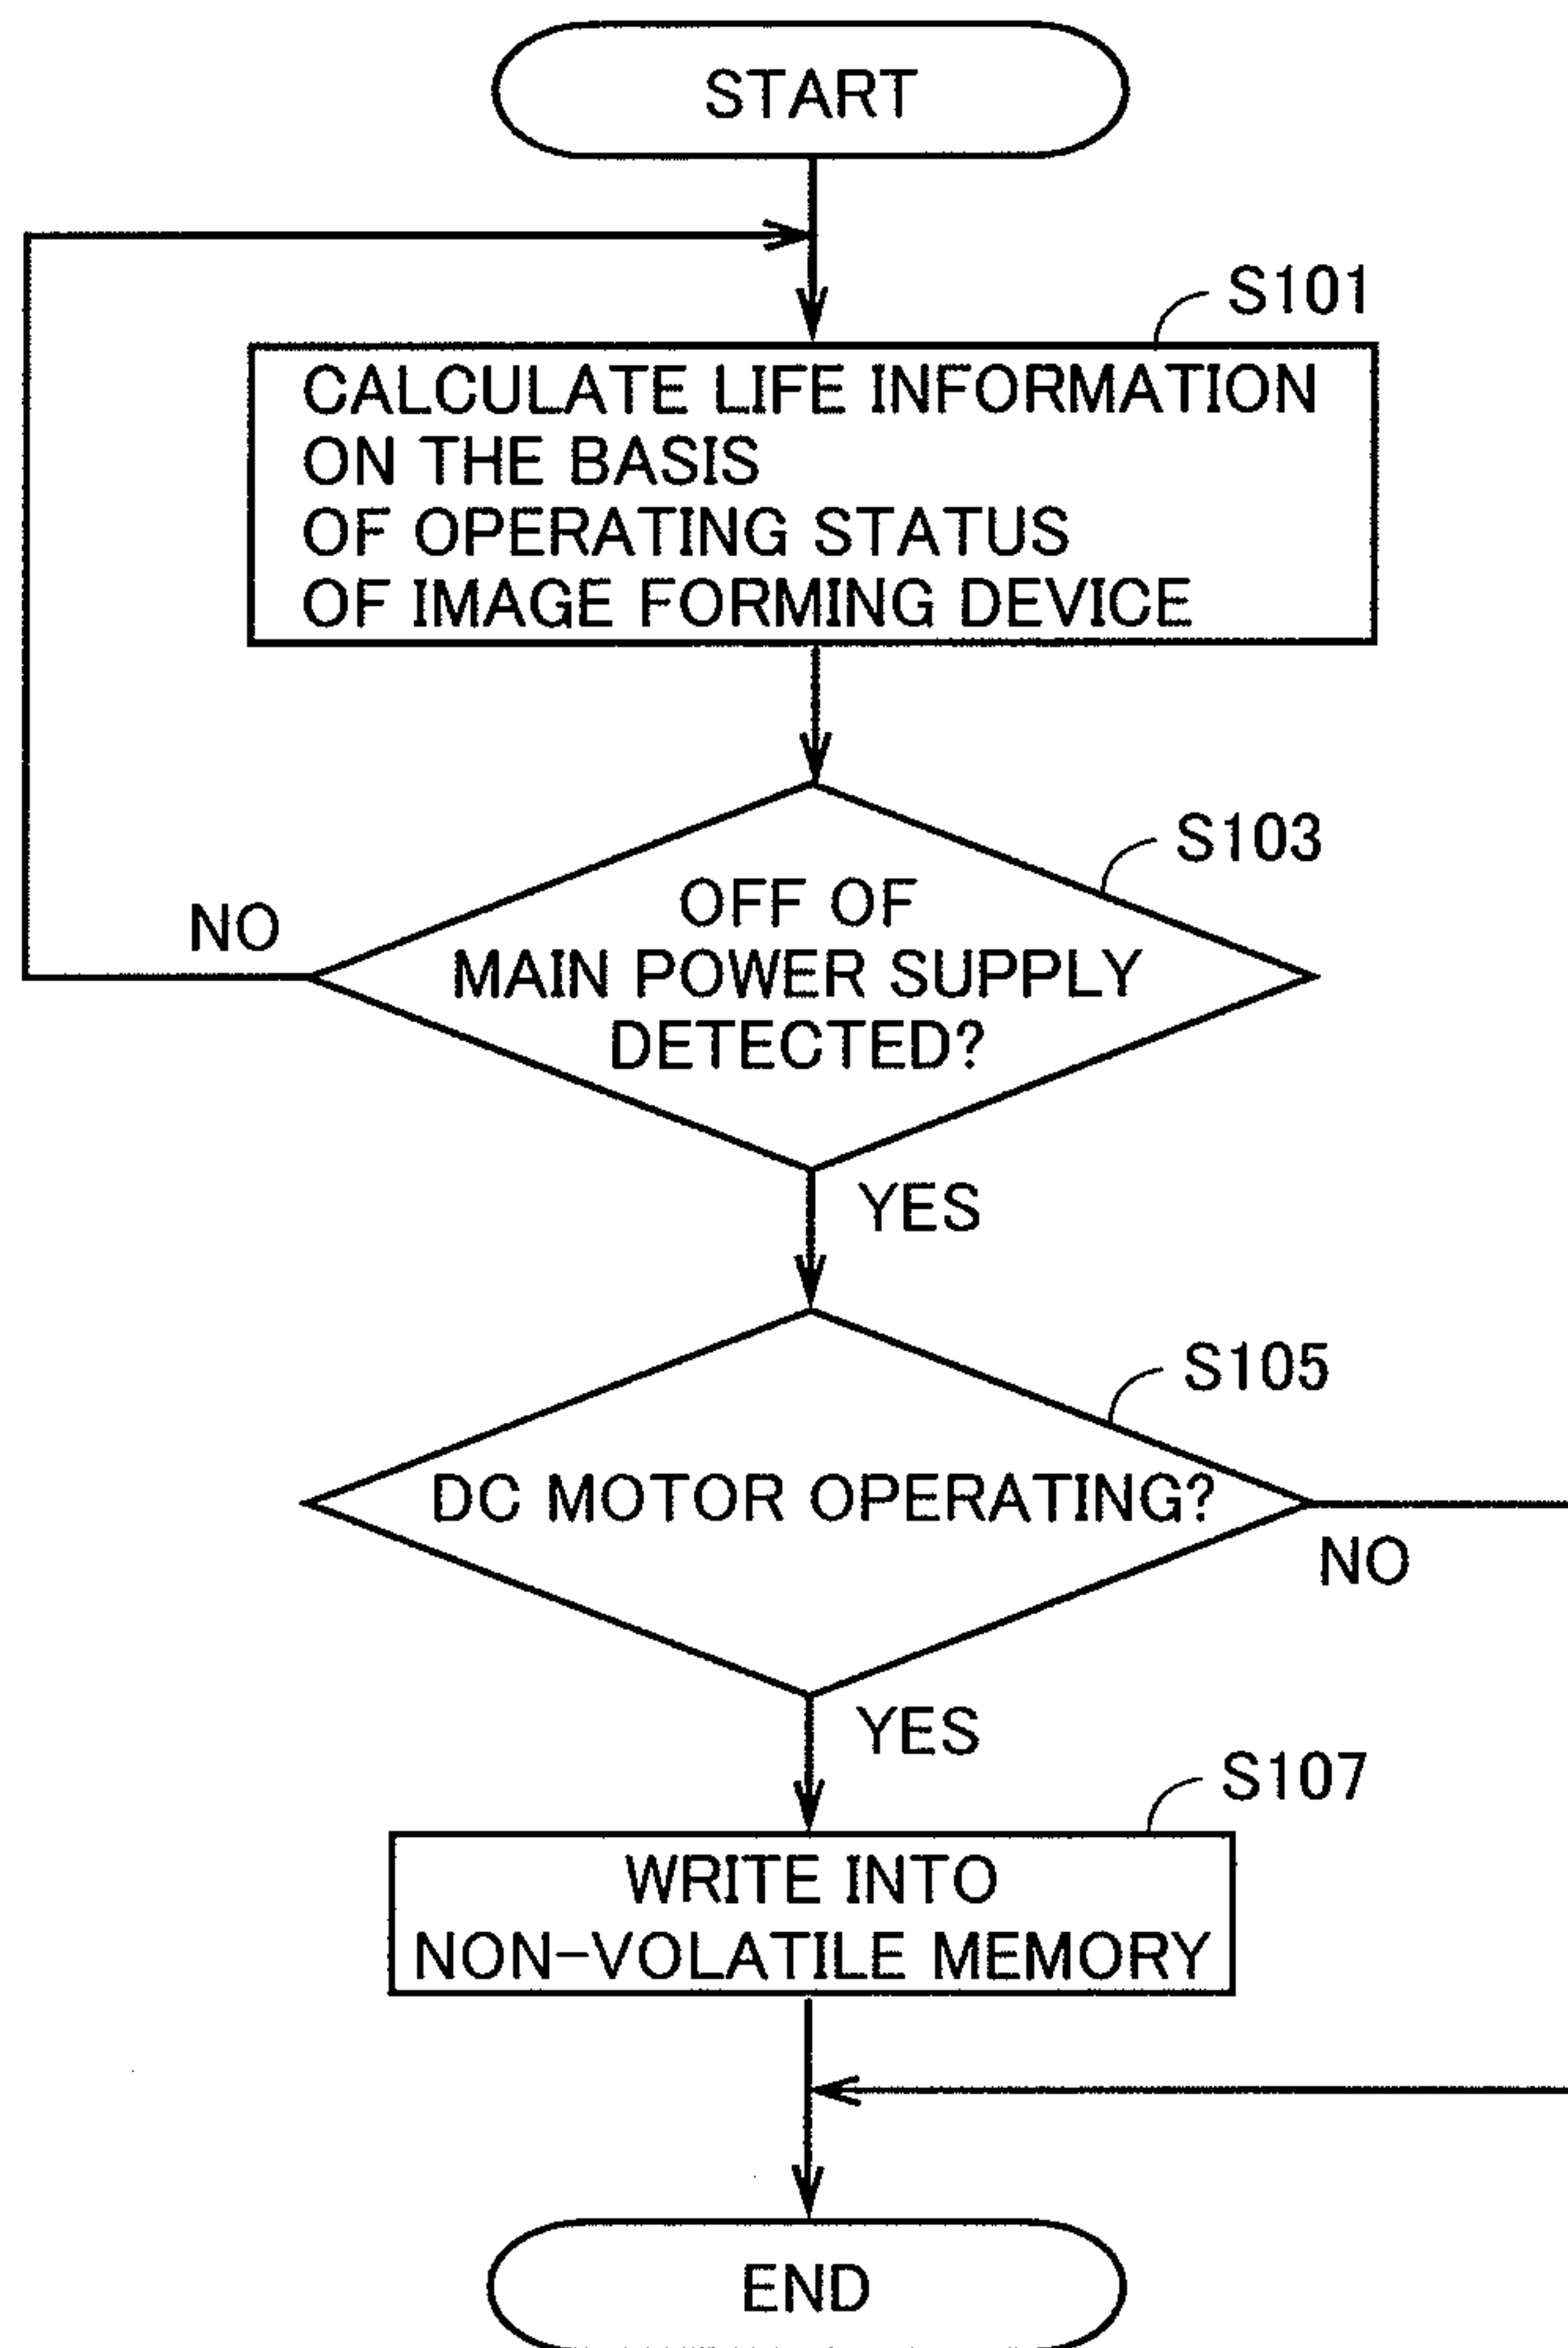 START
S101
CALCULATE LIFE INFORMATION
ON THE BASIS
OF OPERATING STATUS
OF IMAGE FORMING DEVICE
S103
OFF OF
MAIN POWER SUPPLY
DETECTED?
NO
YES
S105
DC MOTOR OPERATING?
NO
YES
S107
WRITE INTO
NON-VOLATILE MEMORY
END